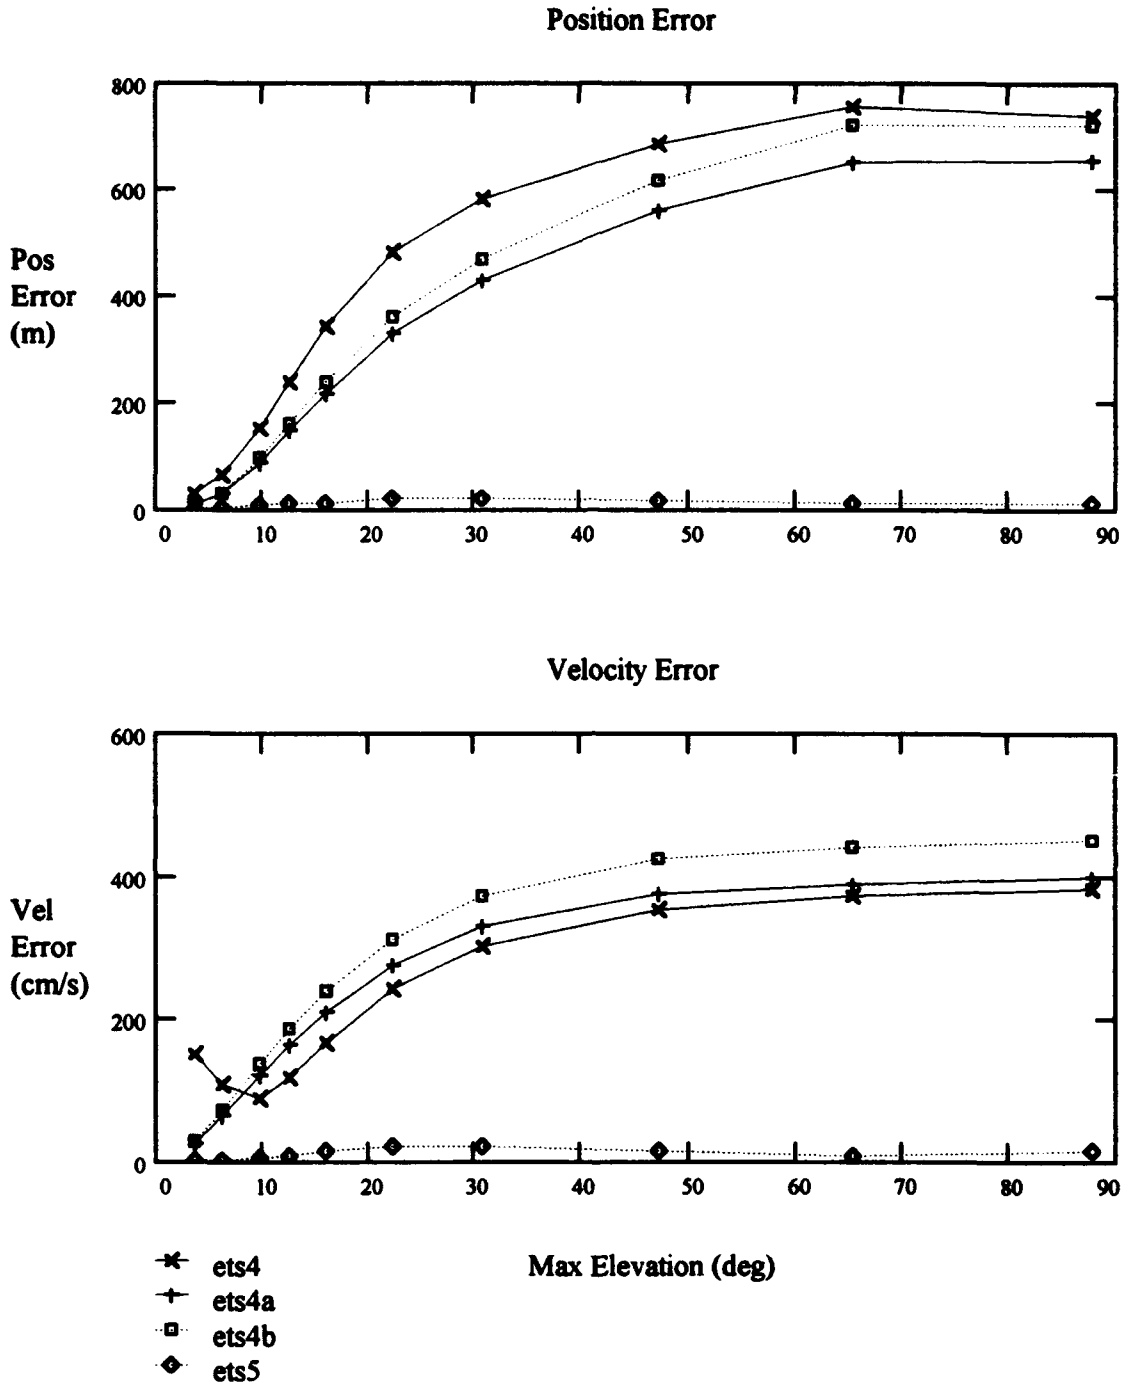 Position Error
800
600
Pos
Error
(m)
400
200
0
0 10 20 30 40 50 60 70 80 90
Velocity Error
600
400
Vel
Error
(cm/s)
200
0
0 10 20 30 40 50 60 70 80 90
Max Elevation (deg)
ets4
ets4a
ets4b
ets5